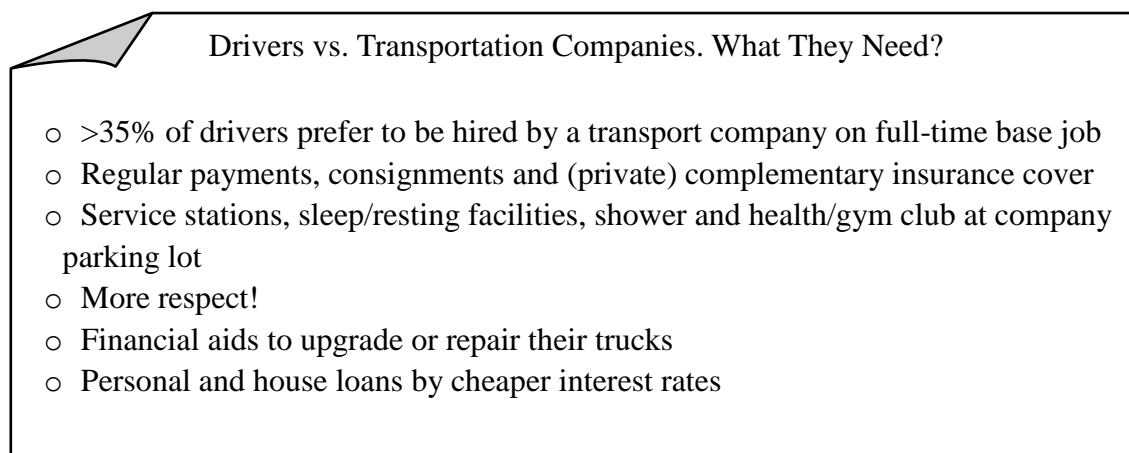 Drivers vs. Transportation Companies. What They Need?
o >35% of drivers prefer to be hired by a transport company on full-time base job
o Regular payments, consignments and (private) complementary insurance cover
o Service stations, sleep/resting facilities, shower and health/gym club at company
parking lot
o More respect!
o Financial aids to upgrade or repair their trucks
o Personal and house loans by cheaper interest rates